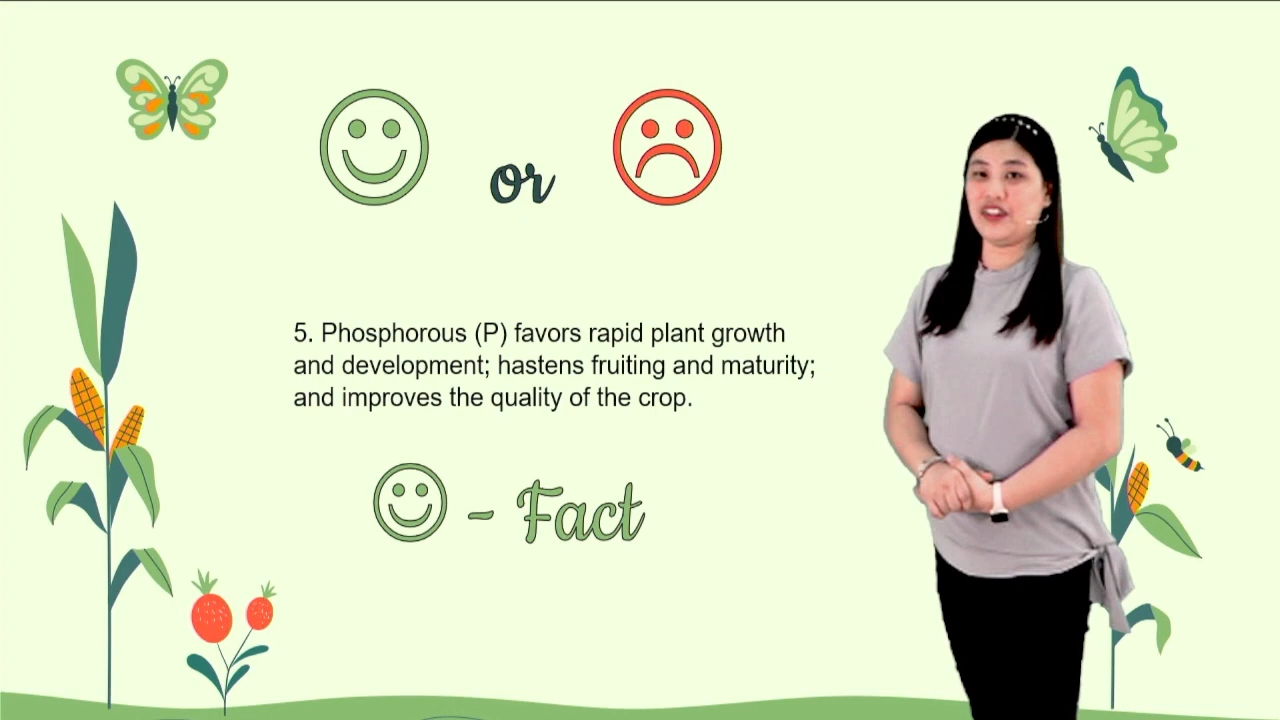 or
5. Phosphorous (P) favors rapid plant growth
and development; hastens fruiting and maturity;
and improves the quality of the crop.
- Fact